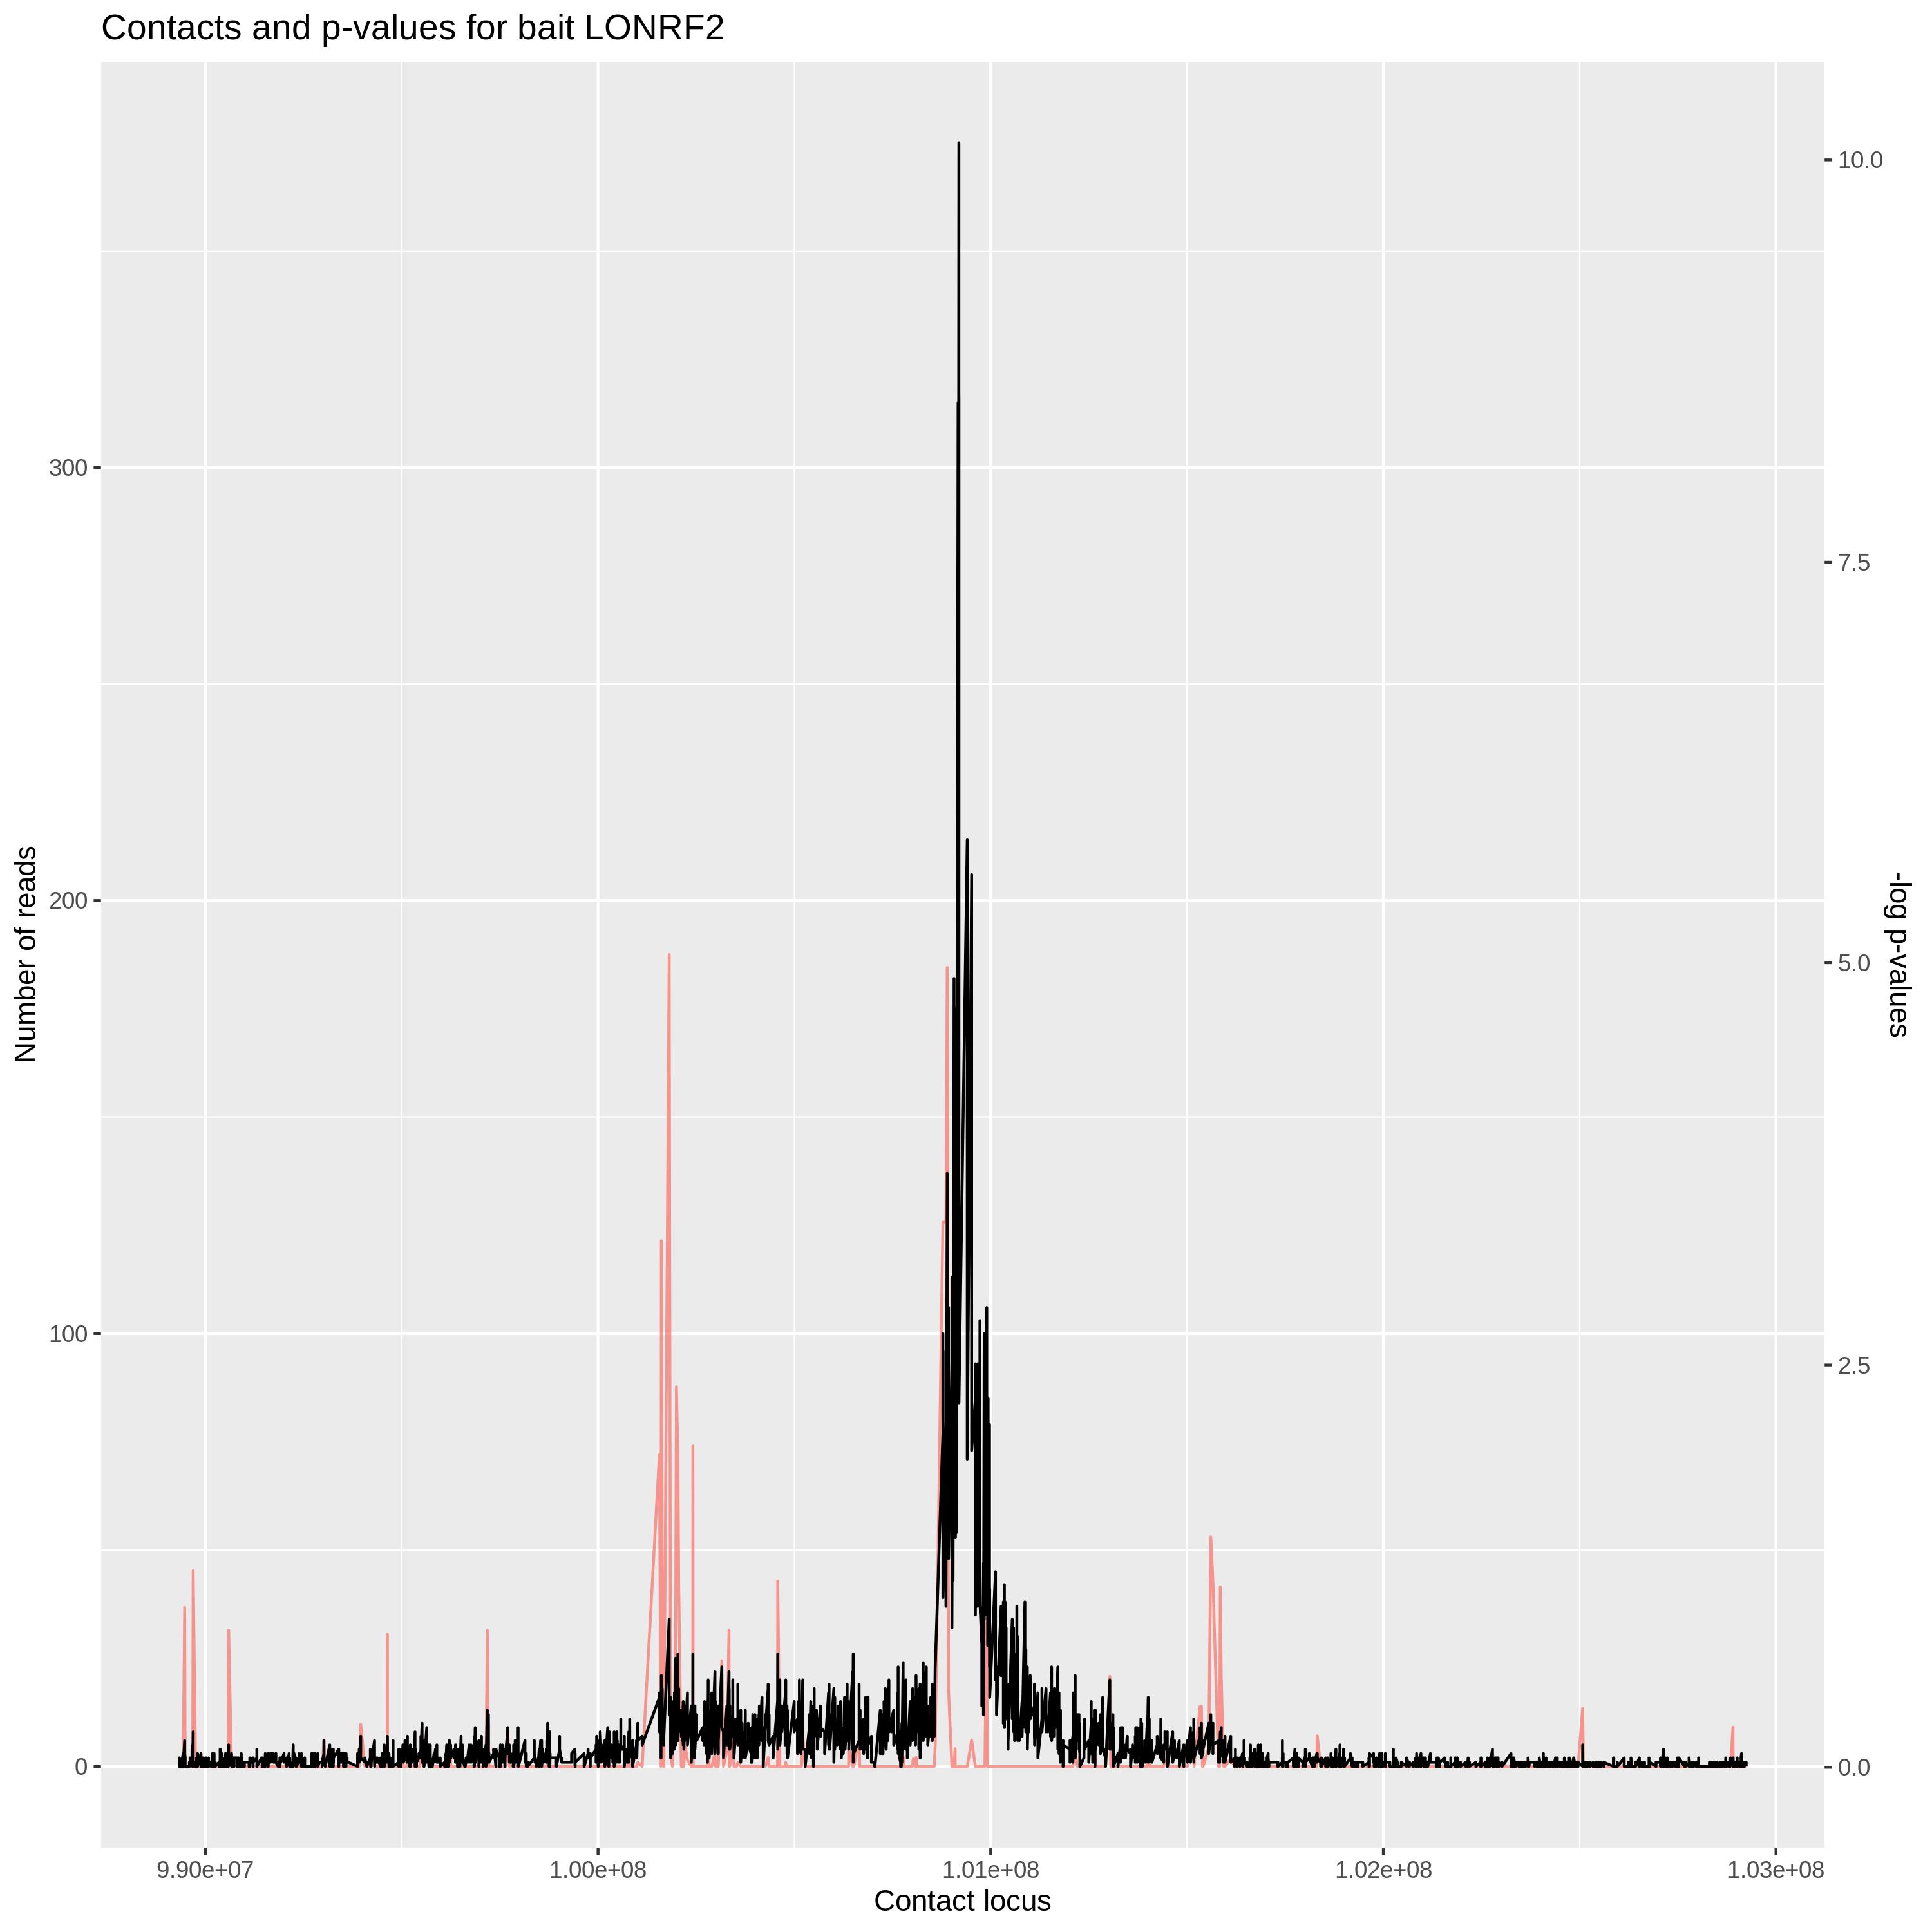 Contacts and p-values for bait LONRF2
Number of reads
300
200
100
0
10.0
7.5
5.0
2.5
0.0
-log p-values
9.90e+07 1.00e+08 1.01e+08 1.02e+08 1.03e+08
Contact locus